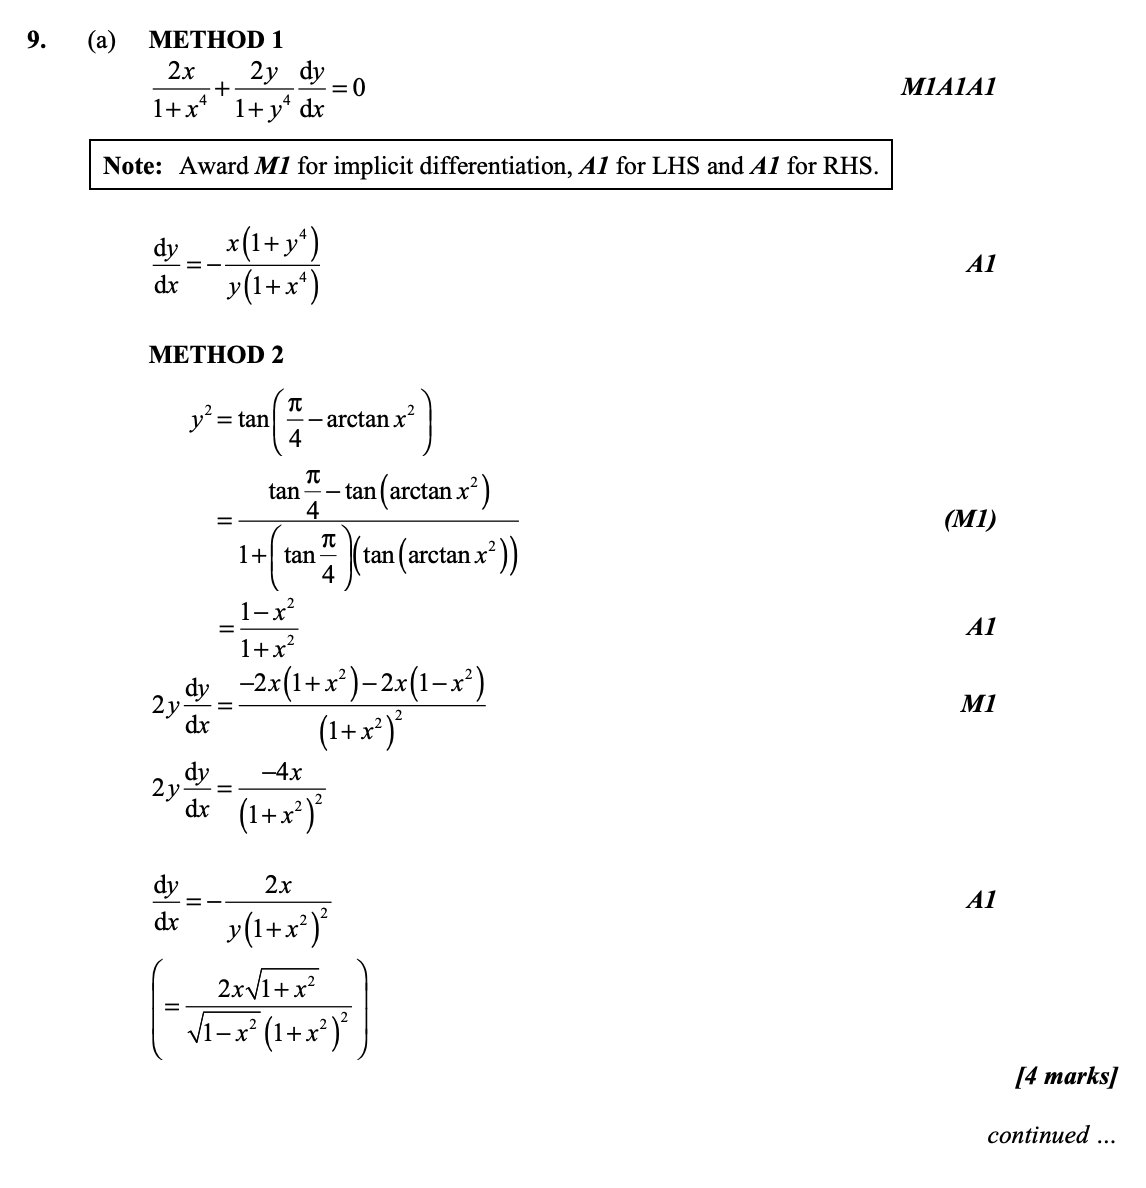 9. (a) METHOD 1
\frac{2x}{1+x^4} + \frac{2y}{1+y^4} \frac{dy}{dx} = 0 M1A1A1
Note: Award M1 for implicit differentiation, A1 for LHS and A1 for RHS.
\frac{dy}{dx} = -\frac{x(1+y^4)}{y(1+x^4)} A1
METHOD 2
y^2 = \tan\left(\frac{π}{4} - \arctan x^2\right)
= \frac{\tan\frac{π}{4} - \tan(\arctan x^2)}{1+\left(\tan\frac{π}{4}\right)(\tan(\arctan x^2))} (M1)
= \frac{1-x^2}{1+x^2} A1
2y\frac{dy}{dx} = \frac{-2x(1+x^2)-2x(1-x^2)}{(1+x^2)^2} M1
2y\frac{dy}{dx} = \frac{-4x}{(1+x^2)^2}
\frac{dy}{dx} = -\frac{2x}{y(1+x^2)^2} A1
\left(= \frac{2x\sqrt{1+x^2}}{\sqrt{1-x^2}(1+x^2)^2}\right)
[4 marks]
continued ...